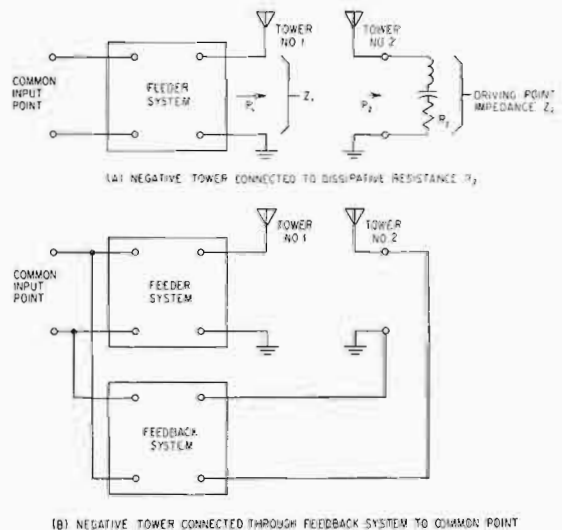 TOWER
NO 1
TOWER
NO. 2
COMMON
INPUT
POINT
FEEDER
SYSTEM
P₁
Z₁
P₂
R₂
DRIVING POINT
IMPEDANCE Z₂
(A) NEGATIVE TOWER CONNECTED TO DISSIPATIVE RESISTANCE R₂
TOWER
NO 1
TOWER
NO. 2
COMMON
INPUT
POINT
FEEDER
SYSTEM
FEEDBACK
SYSTEM
(B) NEGATIVE TOWER CONNECTED THROUGH FEEDBACK SYSTEM TO COMMON POINT